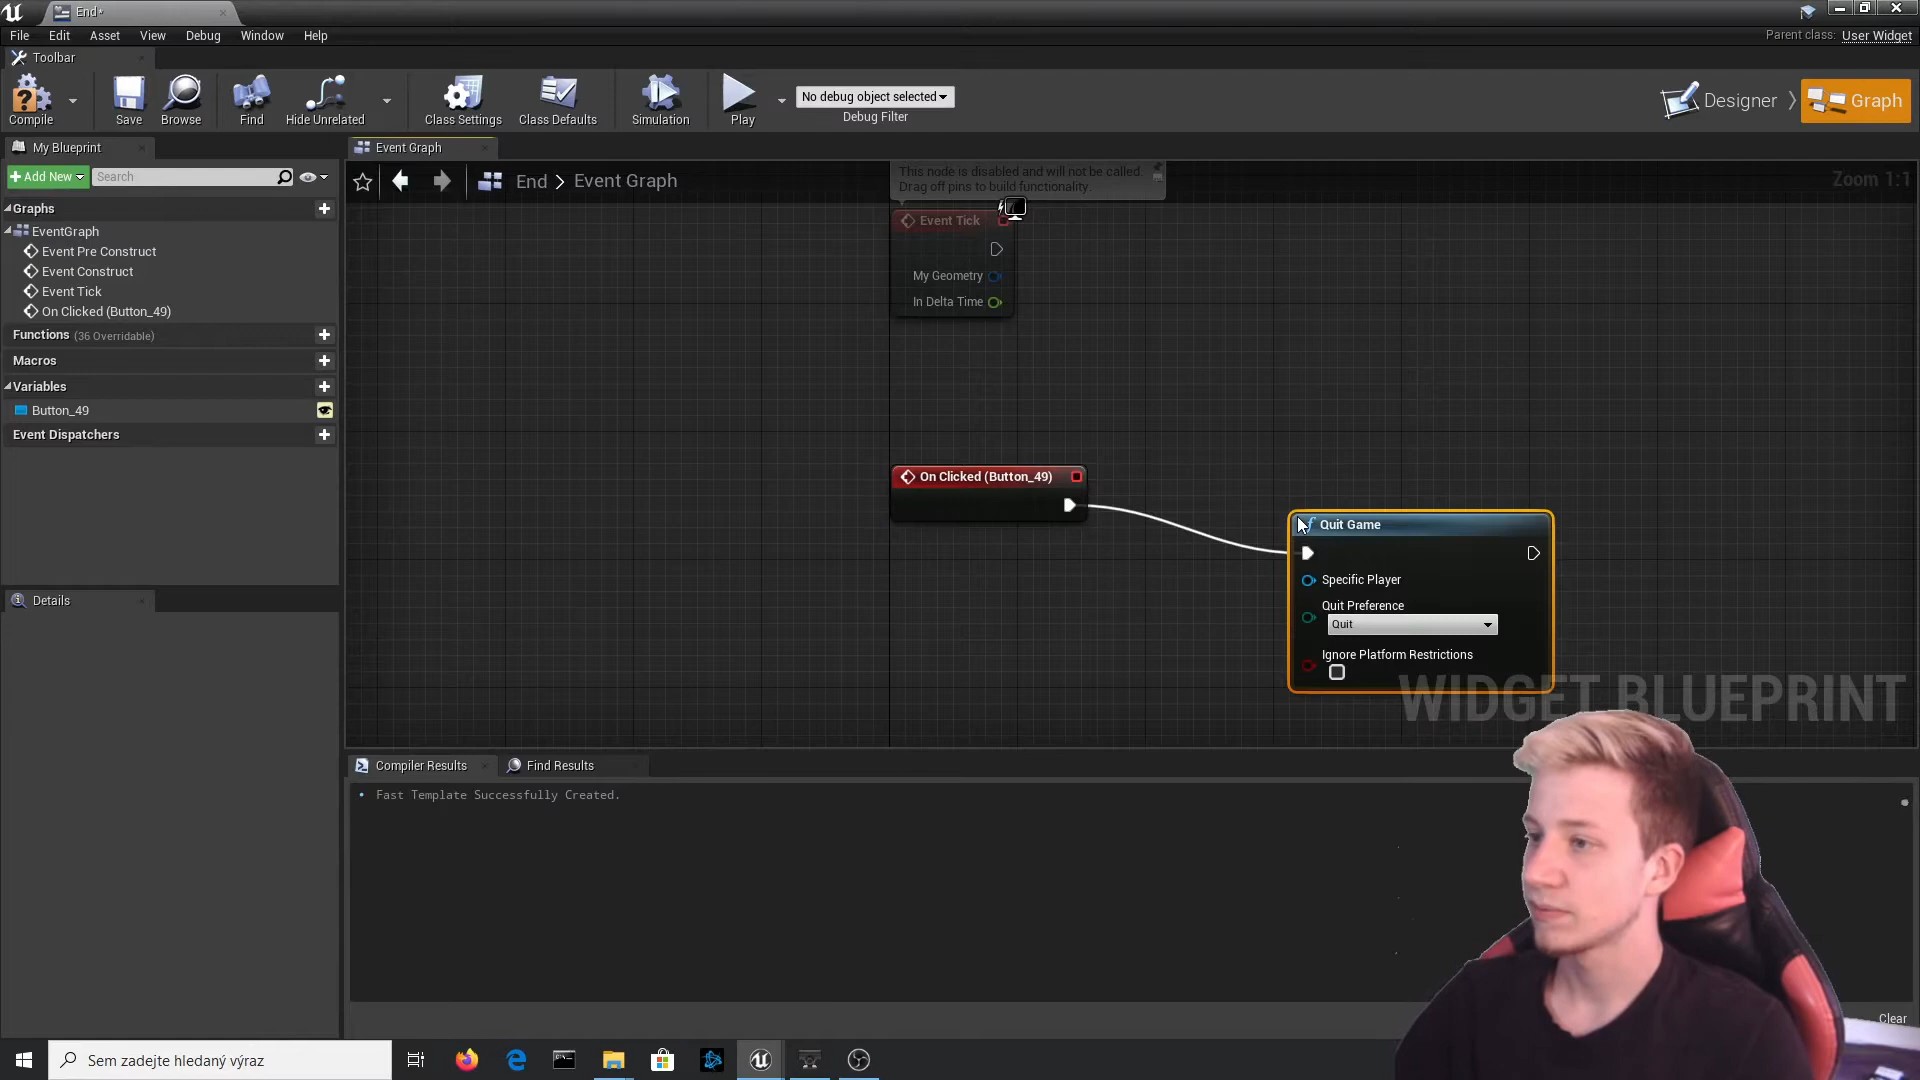 End*
File Edit Asset View Debug Window Help
Parent class: User Widget
Toolbar
Compile Save Browse Find Hide Unrelated Class Settings Class Defaults Simulation Play
No debug object selected
Debug Filter
Designer
Graph
My Blueprint
Event Graph
+ Add New
Search
End > Event Graph
Zoom 1:1
This node is disabled and will not be called.
Drag off pins to build functionality.
Graphs
EventGraph
Event Pre Construct
Event Construct
Event Tick
On Clicked (Button_49)
Functions (36 Overridable)
Macros
Variables
Button_49
Event Dispatchers
Details
Event Tick
My Geometry
In Delta Time
On Clicked (Button_49)
Quit Game
Specific Player
Quit Preference
Quit
Ignore Platform Restrictions
WIDGET BLUEPRINT
Compiler Results
Find Results
Fast Template Successfully Created.
Clear
Sem zadejte hledaný výraz